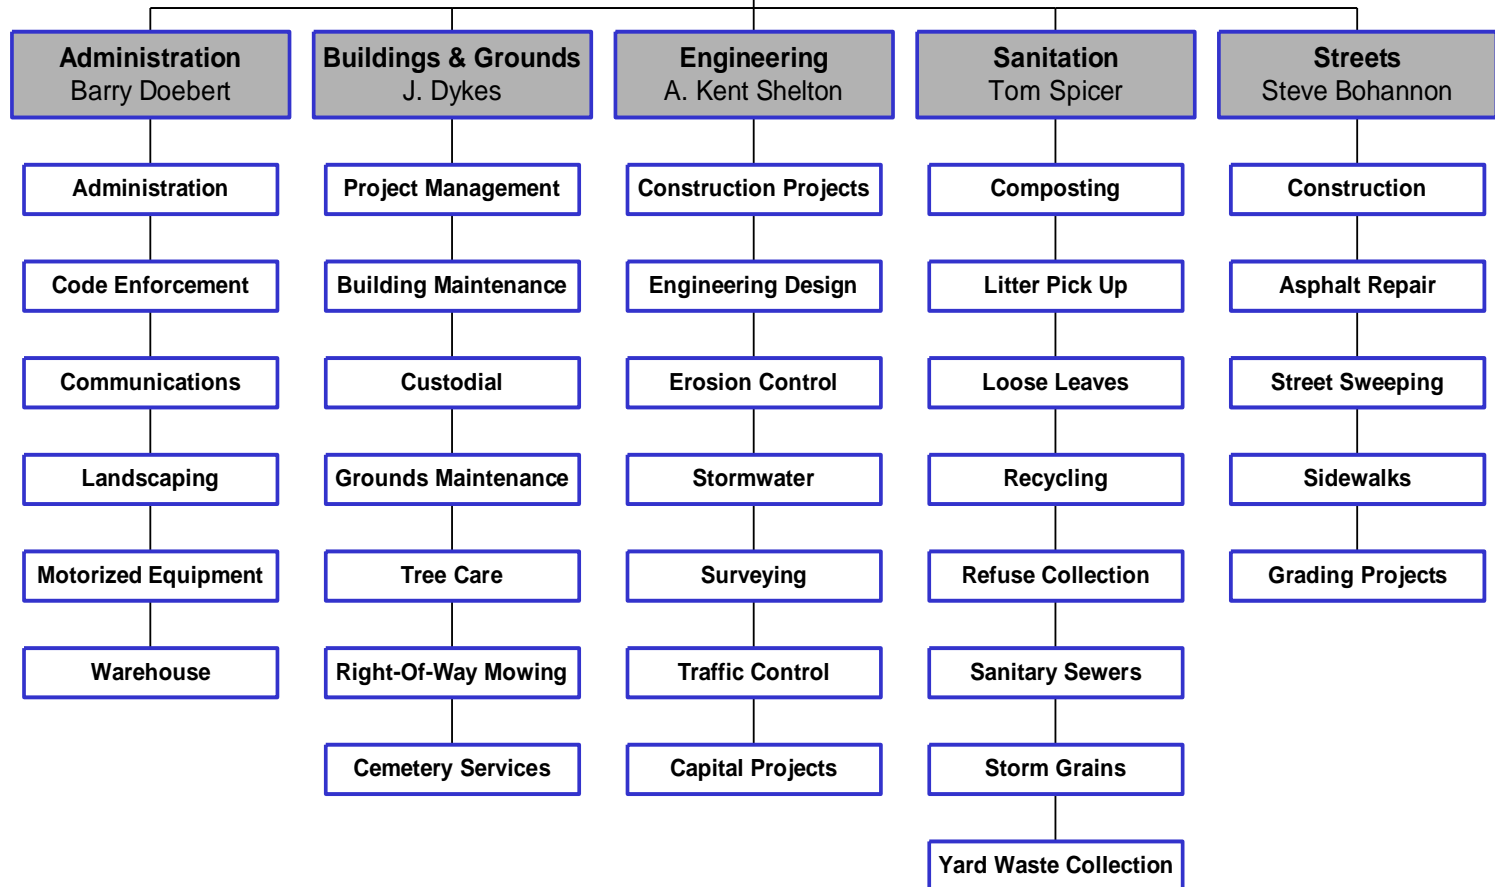 Administration
Barry Doebert
Administration
Code Enforcement
Communications
Landscaping
Motorized Equipment
Warehouse
Buildings & Grounds
J. Dykes
Project Management
Building Maintenance
Custodial
Grounds Maintenance
Tree Care
Right-Of-Way Mowing
Cemetery Services
Engineering
A. Kent Shelton
Construction Projects
Engineering Design
Erosion Control
Stormwater
Surveying
Traffic Control
Capital Projects
Sanitation
Tom Spicer
Composting
Litter Pick Up
Loose Leaves
Recycling
Refuse Collection
Sanitary Sewers
Storm Grains
Yard Waste Collection
Streets
Steve Bohannon
Construction
Asphalt Repair
Street Sweeping
Sidewalks
Grading Projects